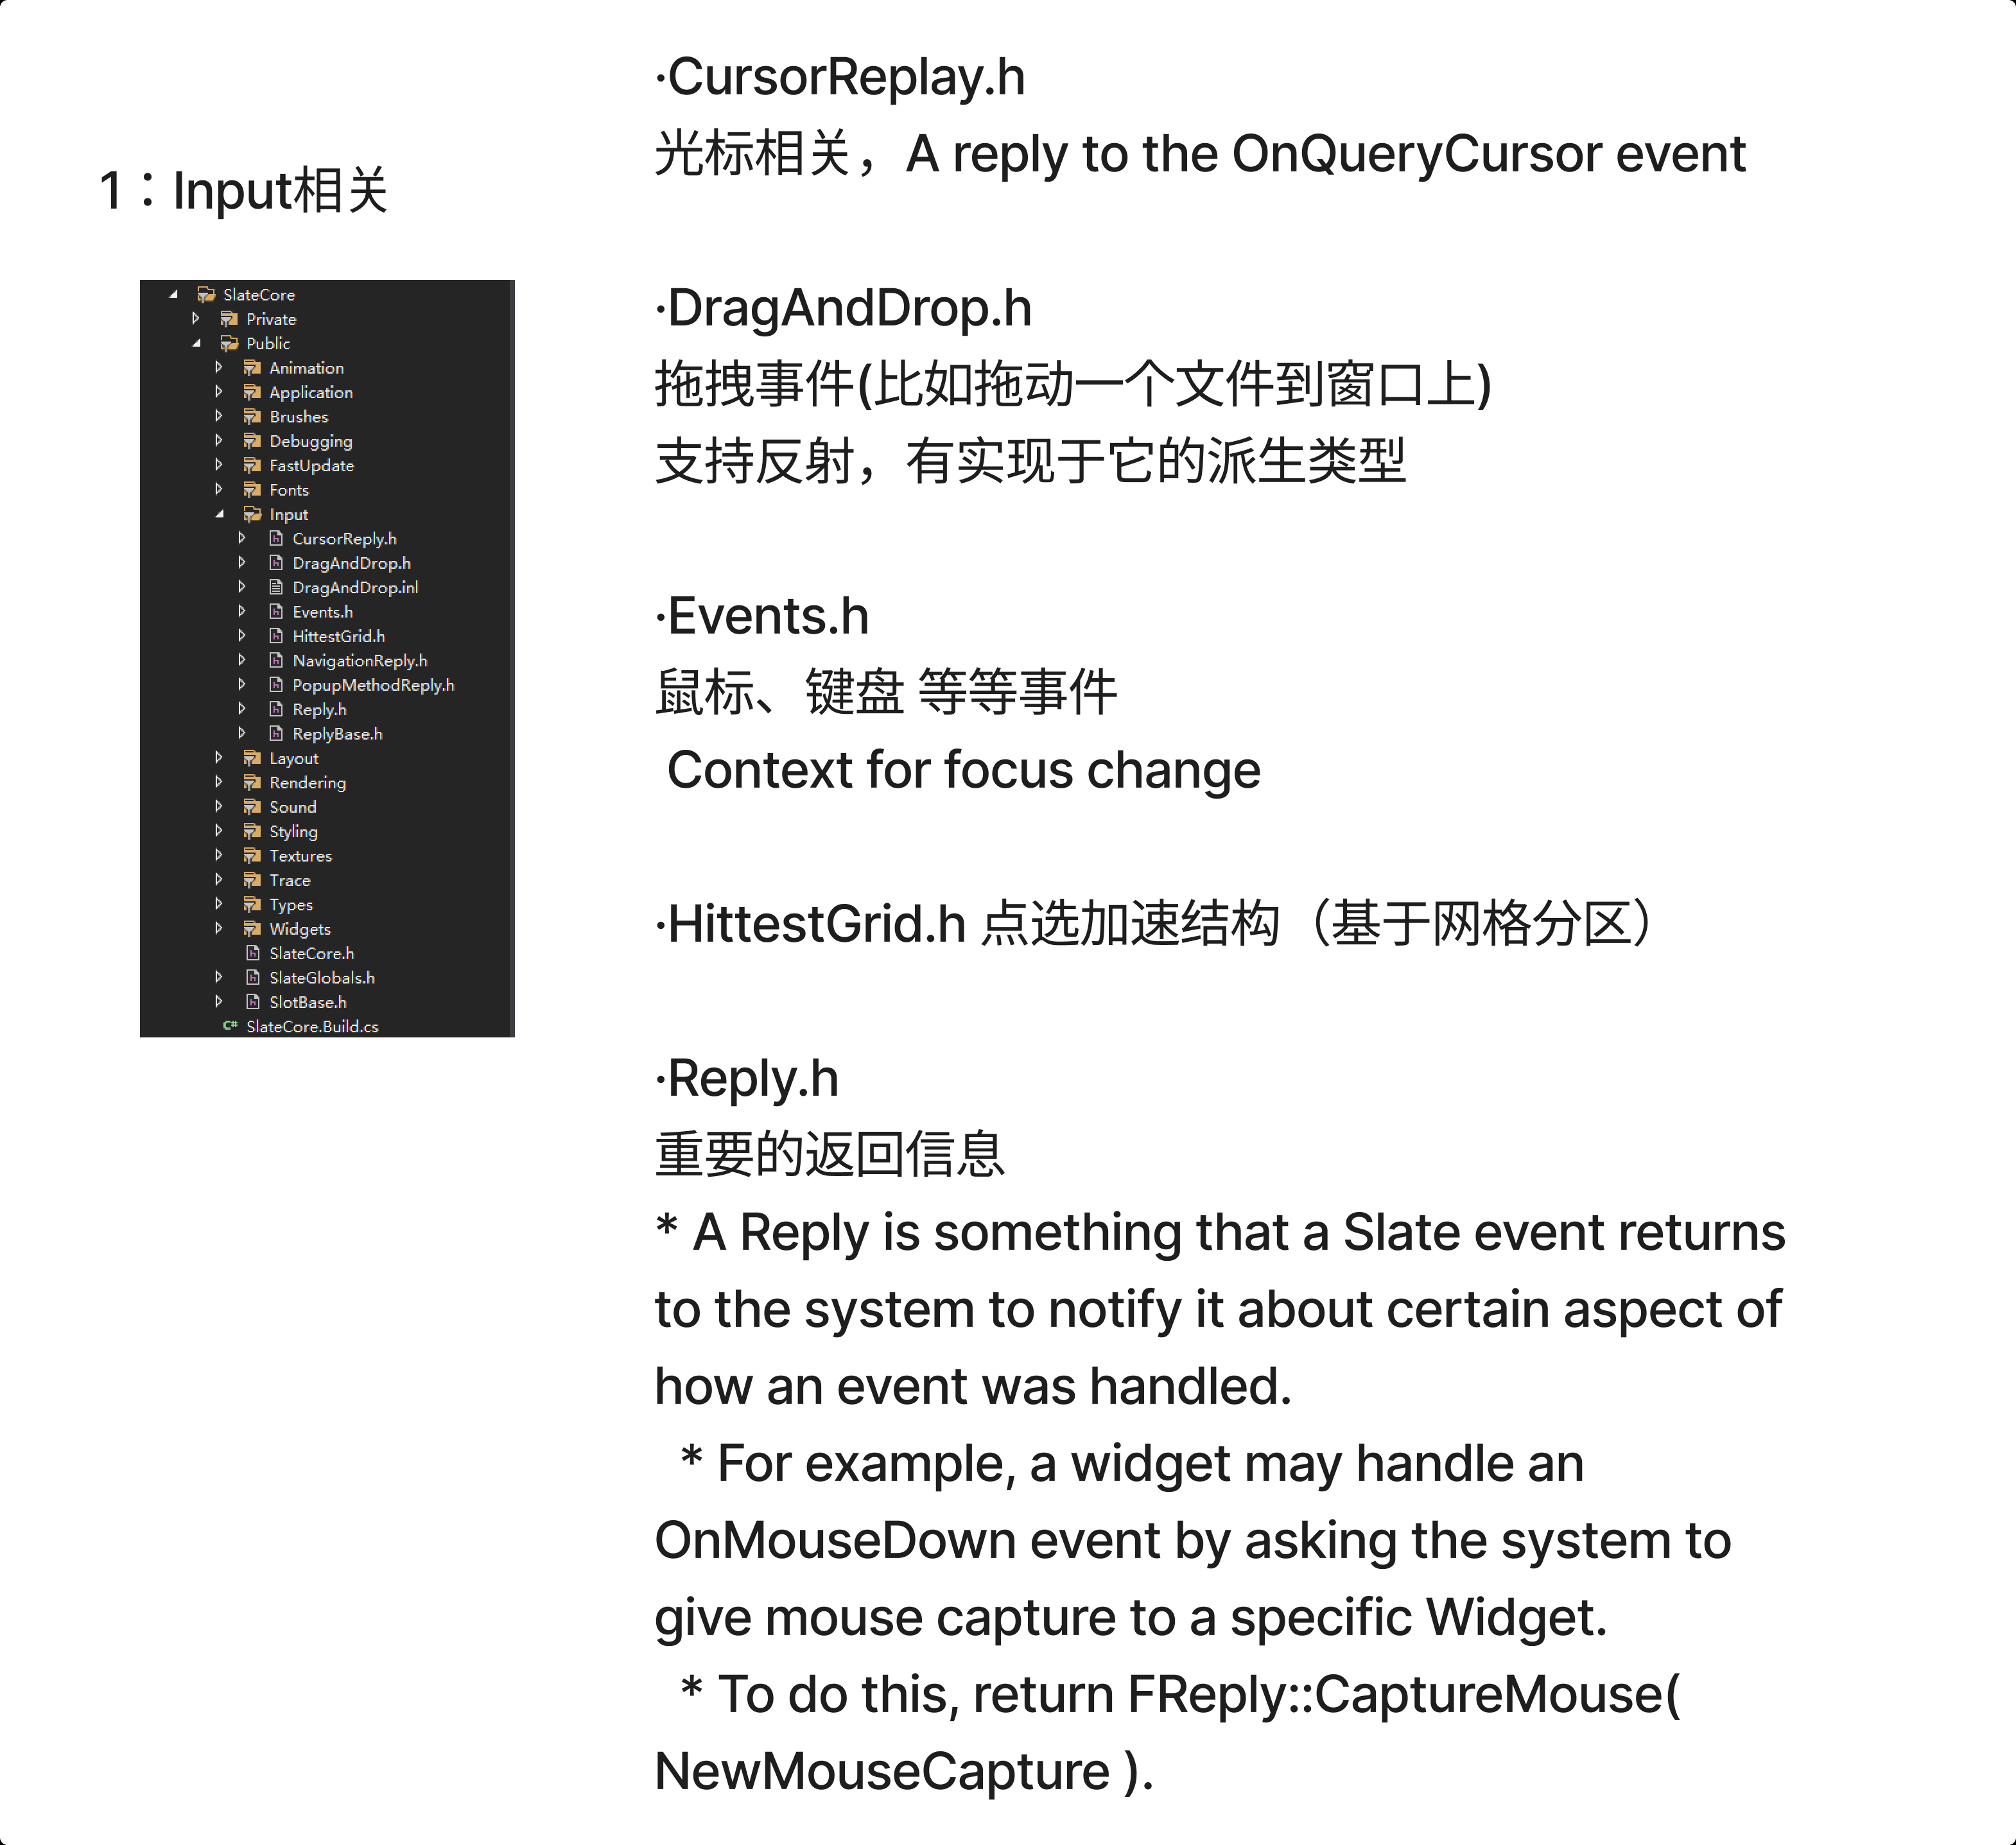 1：Input相关
SlateCore
Private
Public
Animation
Application
Brushes
Debugging
FastUpdate
Fonts
Input
CursorReply.h
DragAndDrop.h
DragAndDrop.inl
Events.h
HittestGrid.h
NavigationReply.h
PopupMethodReply.h
Reply.h
ReplyBase.h
Layout
Rendering
Sound
Styling
Textures
Trace
Types
Widgets
SlateCore.h
SlateGlobals.h
SlotBase.h
C# SlateCore.Build.cs
·CursorReplay.h
光标相关，A reply to the OnQueryCursor event
·DragAndDrop.h
拖拽事件(比如拖动一个文件到窗口上)
支持反射，有实现于它的派生类型
·Events.h
鼠标、键盘 等等事件
Context for focus change
·HittestGrid.h 点选加速结构（基于网格分区）
·Reply.h
重要的返回信息
* A Reply is something that a Slate event returns
to the system to notify it about certain aspect of
how an event was handled.
* For example, a widget may handle an
OnMouseDown event by asking the system to
give mouse capture to a specific Widget.
* To do this, return FReply::CaptureMouse(
NewMouseCapture ).